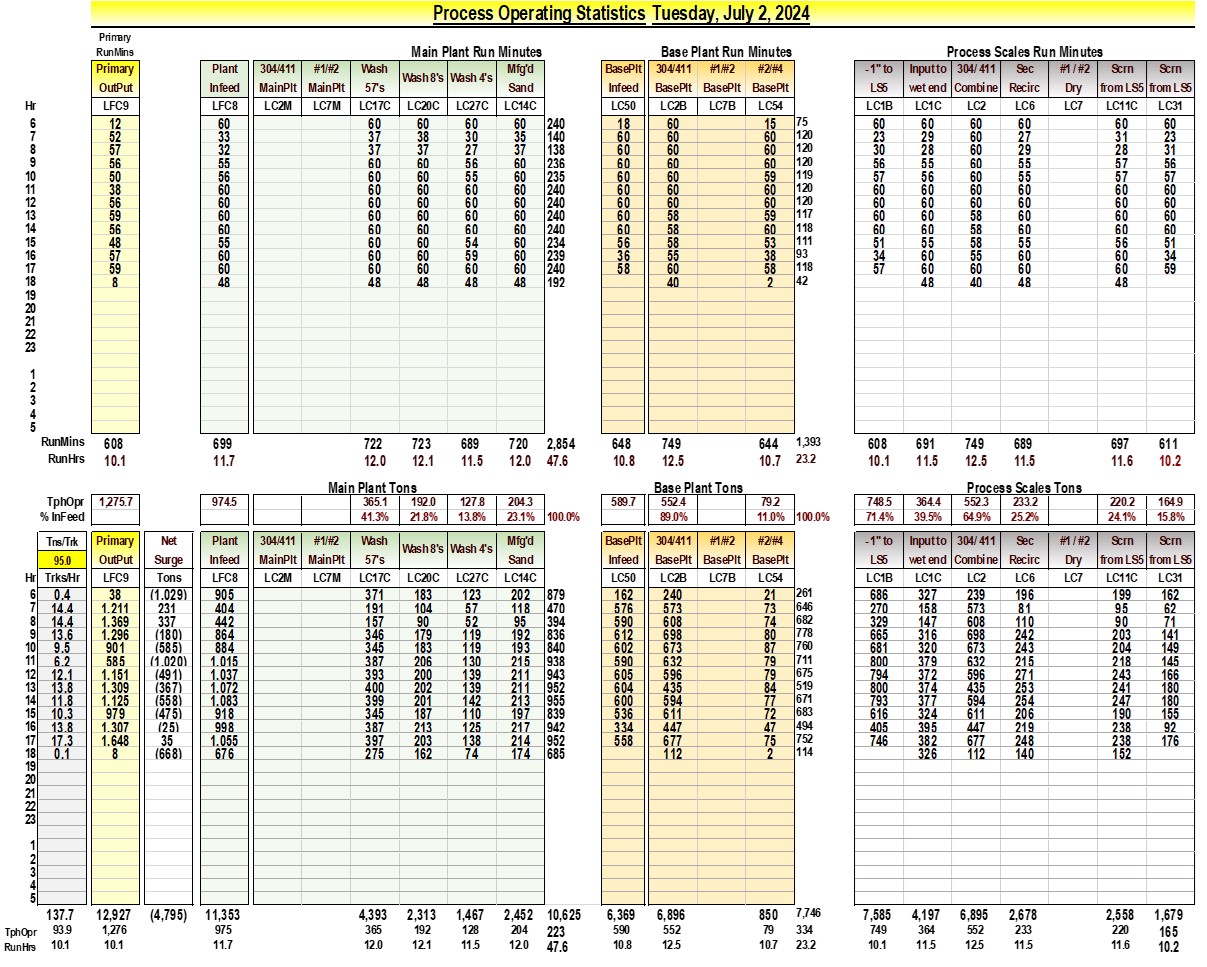 Process Operating Statistics Tuesday, July 2, 2024
Primary
RunMins Main Plant Run Minutes Base Plant Run Minutes Process Scales Run Minutes
Primary Plant 304/411 #1/#2 Wash Wash 8's Wash 4's Mfg'd BasePlt 304/411 #1/#2 #2/#4 -1" to Input to 304/ 411 Sec #1 / #2 Scrn Scrn
OutPut Infeed MainPlt MainPlt 57's Sand Infeed BasePlt BasePlt BasePlt LS5 wet end Combine Recirc Dry from LS5 from LS5
Hr LFC9 LFC8 LC2M LC7M LC17C LC20C LC27C LC14C LC50 LC2B LC7B LC54 LC1B LC1C LC2 LC6 LC7 LC11C LC31
6 12 60 60 60 60 60 240 18 60 15 75 60 60 60 60 60 60
7 52 33 37 38 30 35 140 60 60 60 120 23 29 60 27 31 23
8 57 32 37 37 27 37 138 60 60 60 120 30 28 60 29 28 31
9 56 55 60 60 56 60 236 60 60 60 120 56 55 60 55 57 56
10 50 56 60 60 55 60 235 60 60 59 119 57 56 60 55 57 57
11 38 60 60 60 60 60 240 60 60 60 120 60 60 60 60 60 60
12 56 60 60 60 60 60 240 60 60 60 120 60 60 60 60 60 60
13 59 60 60 60 60 60 240 60 58 59 117 60 60 58 60 60 60
14 56 60 60 60 60 60 240 60 58 60 118 60 60 58 60 60 60
15 48 55 60 60 54 60 234 56 58 53 111 51 55 58 55 56 51
16 57 60 60 60 59 60 239 36 55 38 93 34 60 55 60 60 34
17 59 60 60 60 60 60 240 58 60 58 118 57 60 60 60 60 59
18 8 48 48 48 48 48 192 40 2 42 48 40 48 48
19
20
21
22
23
1
2
3
4
5
RunMins 608 699 722 723 689 720 2,854 648 749 644 1,393 608 691 749 689 697 611
RunHrs 10.1 11.7 12.0 12.1 11.5 12.0 47.6 10.8 12.5 10.7 23.2 10.1 11.5 12.5 11.5 11.6 10.2
Main Plant Tons Base Plant Tons Process Scales Tons
TphOpr 1,275.7 974.5 365.1 192.0 127.8 204.3 589.7 552.4 79.2 748.5 364.4 552.3 233.2 220.2 164.9
% InFeed 41.3% 21.8% 13.8% 23.1% 100.0% 89.0% 11.0% 100.0% 71.4% 39.5% 64.9% 25.2% 24.1% 15.8%
Tns/Trk Primary Net Plant 304/411 #1/#2 Wash Wash 8's Wash 4's Mfg'd BasePlt 304/411 #1/#2 #2/#4 -1" to Input to 304/ 411 Sec #1 / #2 Scrn Scrn
95.0 OutPut Surge Infeed MainPlt MainPlt 57's Sand Infeed BasePlt BasePlt BasePlt LS5 wet end Combine Recirc Dry from LS5 from LS5
Hr Trks/Hr LFC9 Tons LFC8 LC2M LC7M LC17C LC20C LC27C LC14C LC50 LC2B LC7B LC54 LC1B LC1C LC2 LC6 LC7 LC11C LC31
6 0.4 38 (1,029) 905 371 183 123 202 879 162 240 21 261 686 327 239 196 199 162
7 14.4 1,211 231 404 191 104 57 118 470 576 573 73 646 270 158 573 81 95 62
8 14.4 1,369 337 442 157 90 52 95 394 590 608 74 682 329 147 608 110 90 71
9 13.6 1,296 (180) 864 346 179 119 192 836 612 698 80 778 665 316 698 242 203 141
10 9.5 901 (585) 884 345 183 119 193 840 602 673 87 760 681 320 673 243 204 149
11 6.2 585 (1,020) 1,015 387 206 130 215 938 590 632 79 711 800 379 632 215 218 145
12 12.1 1,151 (491) 1,037 393 200 139 211 943 605 596 79 675 794 372 596 271 243 166
13 13.8 1,309 (367) 1,072 400 202 139 211 952 604 435 84 519 800 374 435 253 241 180
14 11.8 1,125 (558) 1,083 399 201 142 213 955 600 594 77 671 793 377 594 254 247 180
15 10.3 979 (475) 918 345 187 110 197 839 536 611 72 683 616 324 611 206 190 155
16 13.8 1,307 (25) 998 387 213 125 217 942 334 447 47 494 405 395 447 219 238 92
17 17.3 1,648 35 1,055 397 203 138 214 952 558 677 75 752 746 382 677 248 238 176
18 0.1 8 (668) 676 275 162 74 174 685 112 2 114 326 112 140 152
19
20
21
22
23
1
2
3
4
5
137.7 12,927 (4,795) 11,353 4,393 2,313 1,467 2,452 10,625 6,369 6,896 850 7,746 7,585 4,197 6,895 2,678 2,558 1,679
TphOpr 93.9 1,276 975 365 192 128 204 223 590 552 79 334 749 364 552 233 220 165
RunHrs 10.1 10.1 11.7 12.0 12.1 11.5 12.0 47.6 10.8 12.5 10.7 23.2 10.1 11.5 12.5 11.5 11.6 10.2